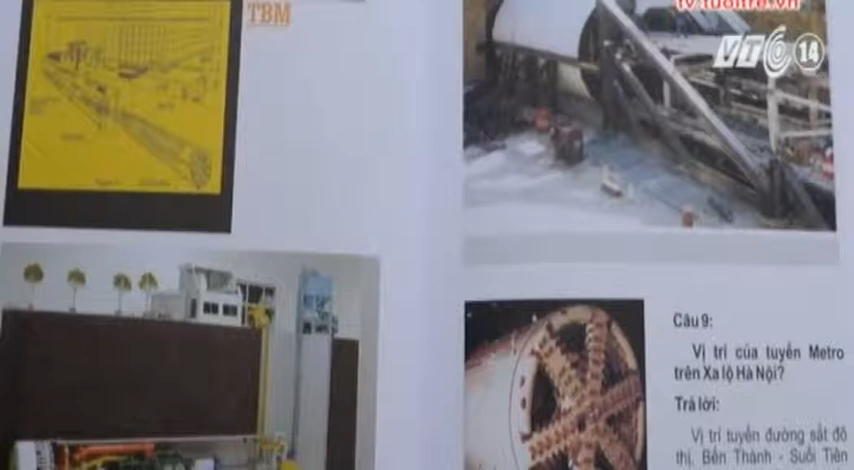 TBM
tv.tuoitre.vn
VTC 14
Câu 9:
Vị trí của tuyến Metro
trên Xa lộ Hà Nội?
Trả lời:
Vị trí tuyến đường sắt đô
thị, Bến Thành - Suối Tiên